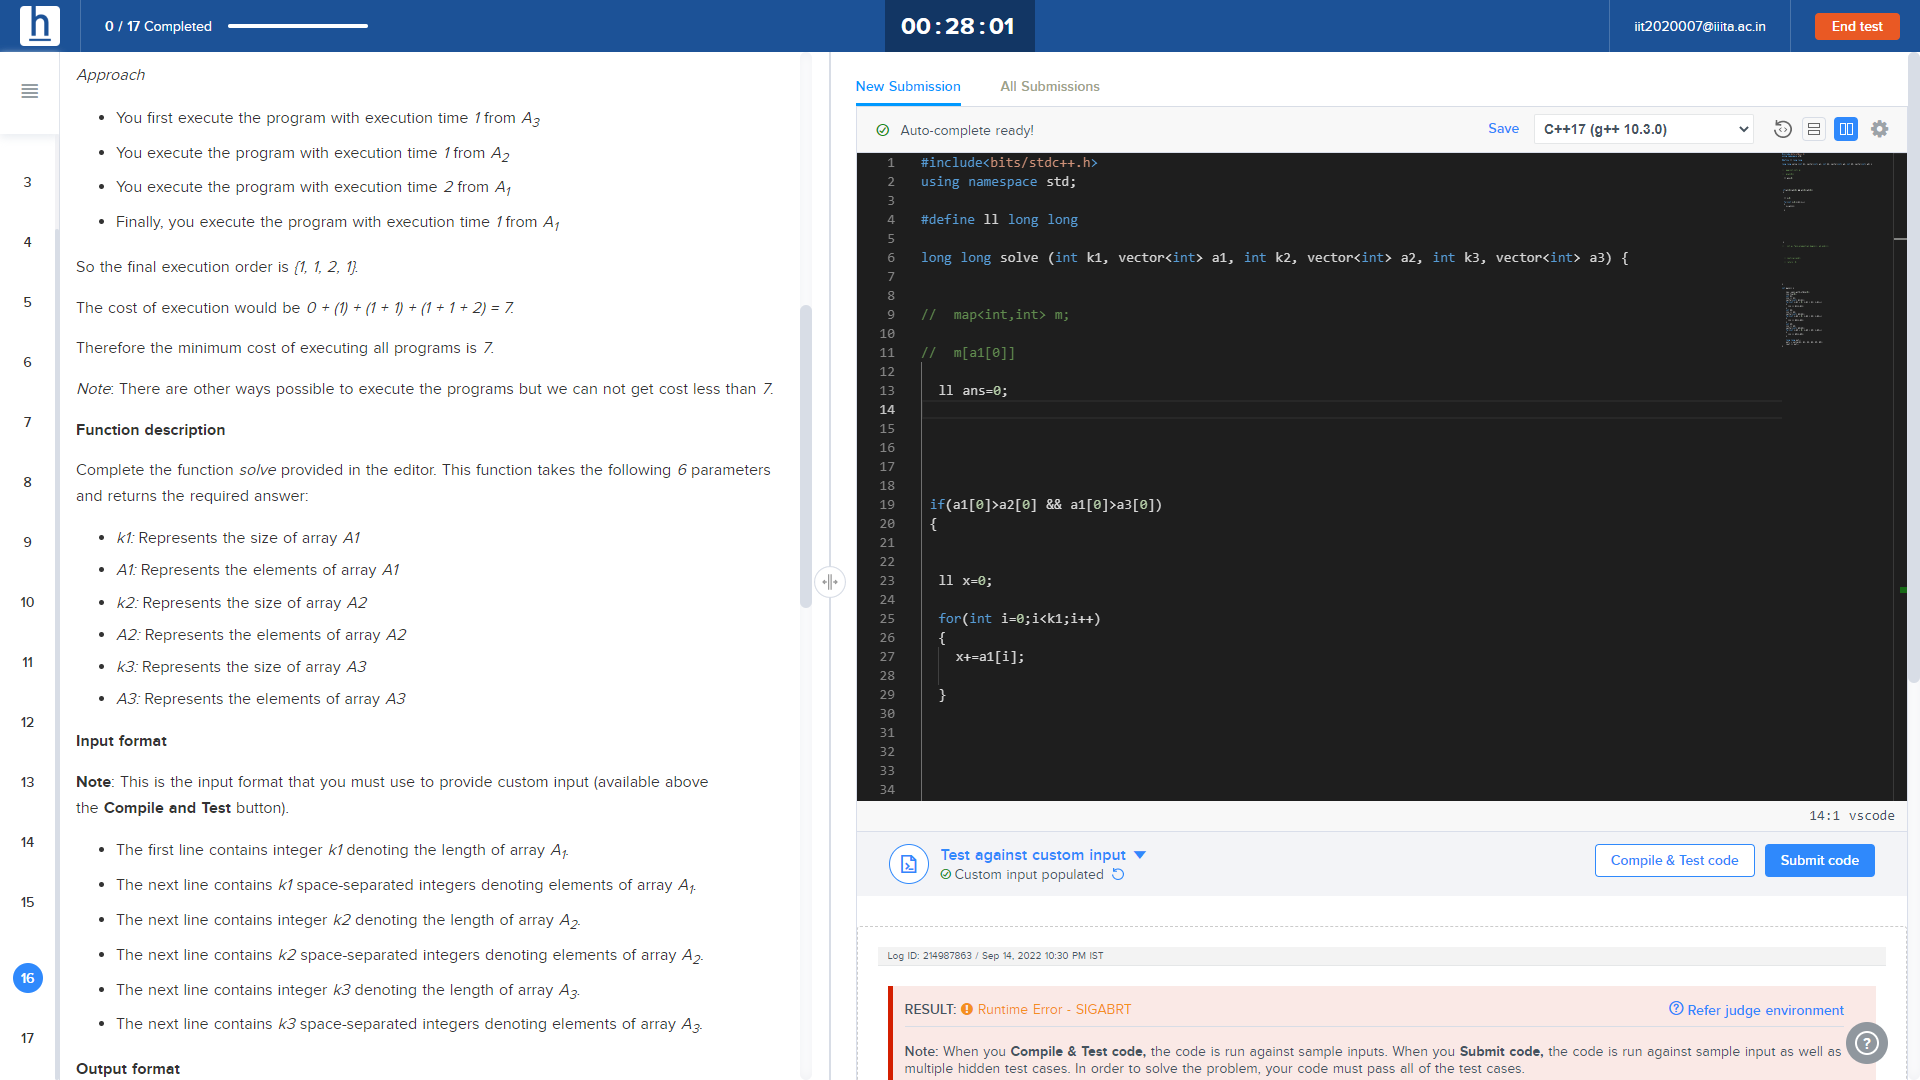 h
0 / 17 Completed
00:28:01
iit2020007@iiita.ac.in
End test
3
4
5
6
7
8
9
10
11
12
13
14
15
16
17
Approach
• You first execute the program with execution time 1 from A3
• You execute the program with execution time 1 from A2
• You execute the program with execution time 2 from A1
• Finally, you execute the program with execution time 1 from A1
So the final execution order is {1, 1, 2, 1}.
The cost of execution would be 0 + (1) + (1 + 1) + (1 + 1 + 2) = 7.
Therefore the minimum cost of executing all programs is 7.
Note: There are other ways possible to execute the programs but we can not get cost less than 7.
Function description
Complete the function solve provided in the editor. This function takes the following 6 parameters
and returns the required answer:
• k1: Represents the size of array A1
• A1: Represents the elements of array A1
• k2: Represents the size of array A2
• A2: Represents the elements of array A2
• k3: Represents the size of array A3
• A3: Represents the elements of array A3
Input format
Note: This is the input format that you must use to provide custom input (available above
the Compile and Test button).
• The first line contains integer k1 denoting the length of array A1.
• The next line contains k1 space-separated integers denoting elements of array A1.
• The next line contains integer k2 denoting the length of array A2.
• The next line contains k2 space-separated integers denoting elements of array A2.
• The next line contains integer k3 denoting the length of array A3.
• The next line contains k3 space-separated integers denoting elements of array A3.
Output format
New Submission All Submissions
Auto-complete ready!
Save
C++17 (g++ 10.3.0)
1 #include<bits/stdc++.h>
2 using namespace std;
3
4 #define ll long long
5
6 long long solve (int k1, vector<int> a1, int k2, vector<int> a2, int k3, vector<int> a3) {
7
8
9 // map<int,int> m;
10
11 // m[a1[0]]
12
13 ll ans=0;
14
15
16
17
18
19 if(a1[0]>a2[0] && a1[0]>a3[0])
20 {
21
22
23 ll x=0;
24
25 for(int i=0;i<k1;i++)
26 {
27 x+=a1[i];
28
29 }
30
31
32
33
34
14:1 vscode
Test against custom input
Custom input populated
Compile & Test code
Submit code
Log ID: 214987863 / Sep 14, 2022 10:30 PM IST
RESULT: Runtime Error - SIGABRT
Refer judge environment
Note: When you Compile & Test code, the code is run against sample inputs. When you Submit code, the code is run against sample input as well as
multiple hidden test cases. In order to solve the problem, your code must pass all of the test cases.
?